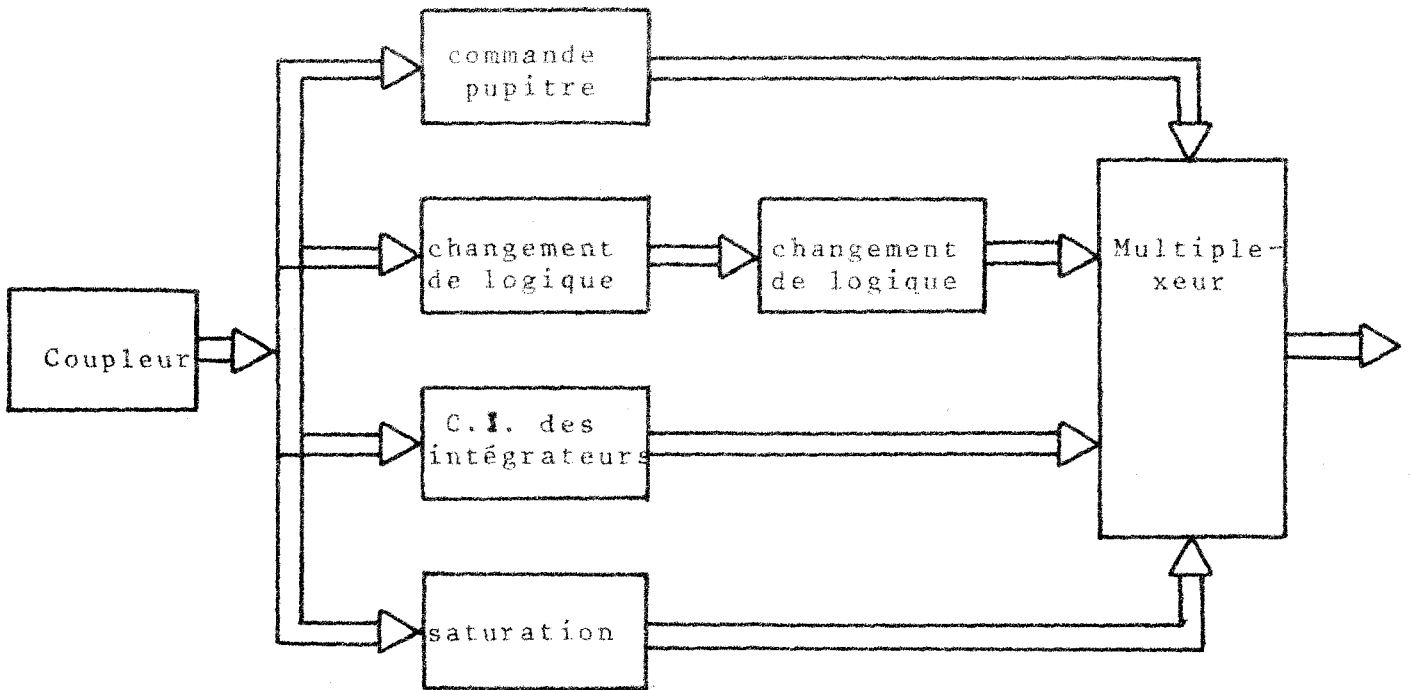 commande
pupitre
changement
de logique
changement
de logique
Multiple-
xeur
Coupleur
C.I. des
intégrateurs
saturation